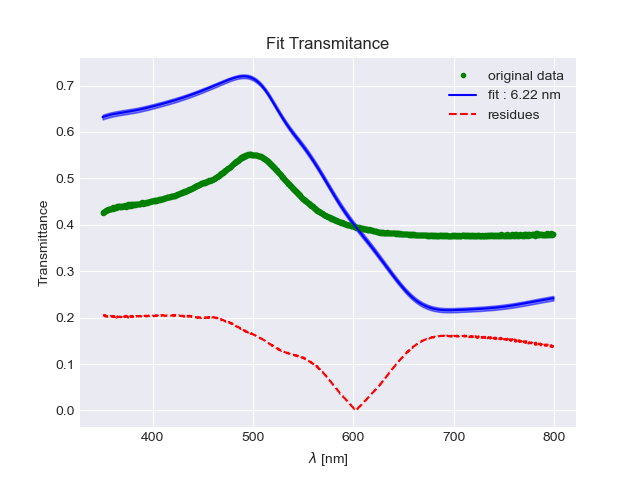 Fit Transmitance
original data
fit : 6.22 nm
residues
Transmittance
0.7
0.6
0.5
0.4
0.3
0.2
0.1
0.0
400 500 600 700 800
λ [nm]